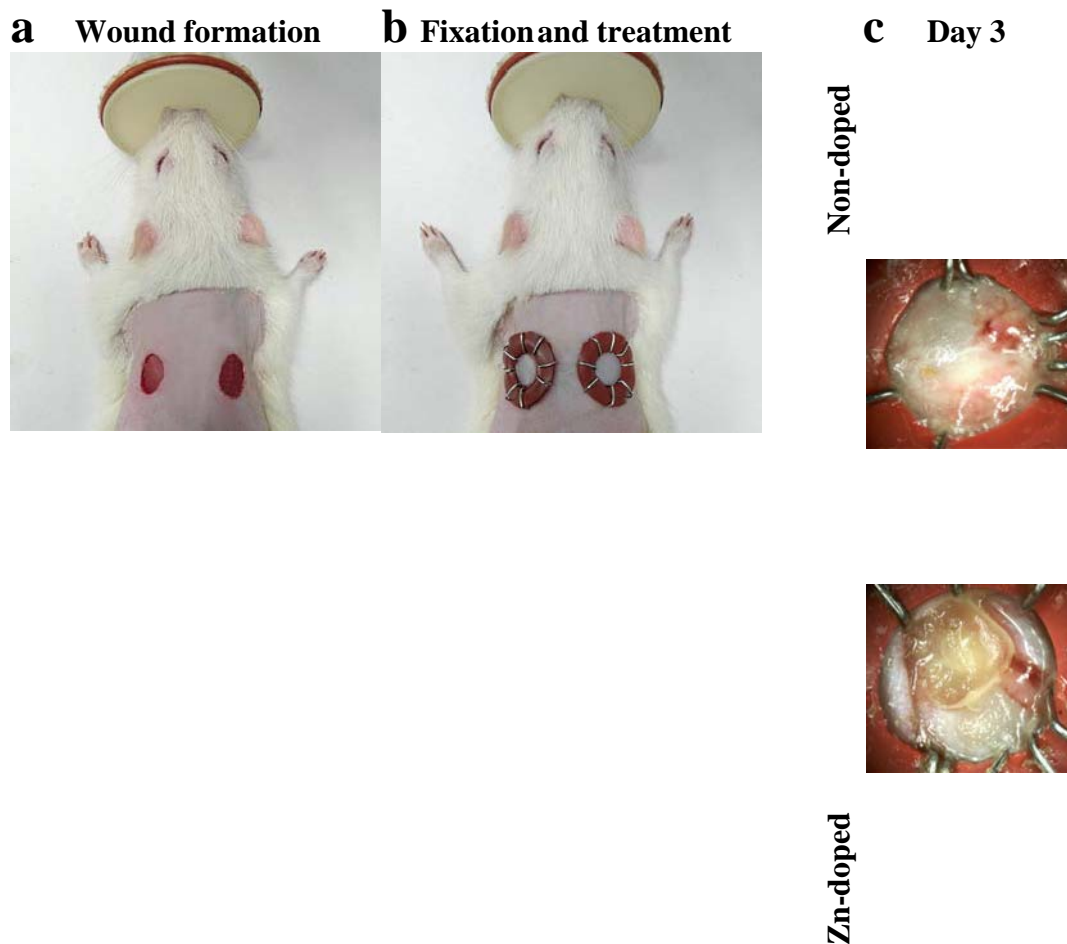 a Wound formation
b Fixation and treatment
c Day 3
Non-doped
Zn-doped